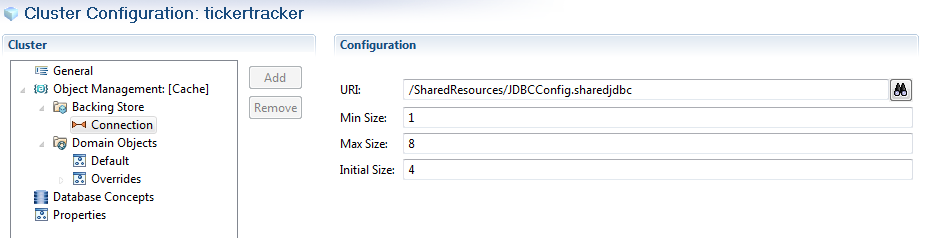 Cluster Configuration: tickertracker
Cluster
General
Object Management: [Cache]
Backing Store
Connection
Domain Objects
Default
Overrides
Database Concepts
Properties
Add
Remove
Configuration
URI: /SharedResources/JDBCConfig.sharedjdbc
Min Size: 1
Max Size: 8
Initial Size: 4